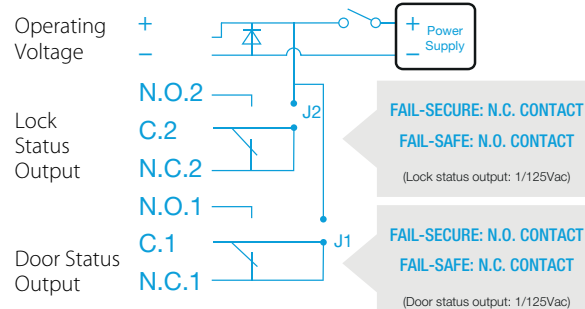 Operating
Voltage
+
−
+
−
Power
Supply
Lock
Status
Output
N.O.2
C.2
N.C.2
J2
FAIL-SECURE: N.C. CONTACT
FAIL-SAFE: N.O. CONTACT
(Lock status output: 1/125Vac)
Door Status
Output
N.O.1
C.1
N.C.1
J1
FAIL-SECURE: N.O. CONTACT
FAIL-SAFE: N.C. CONTACT
(Door status output: 1/125Vac)